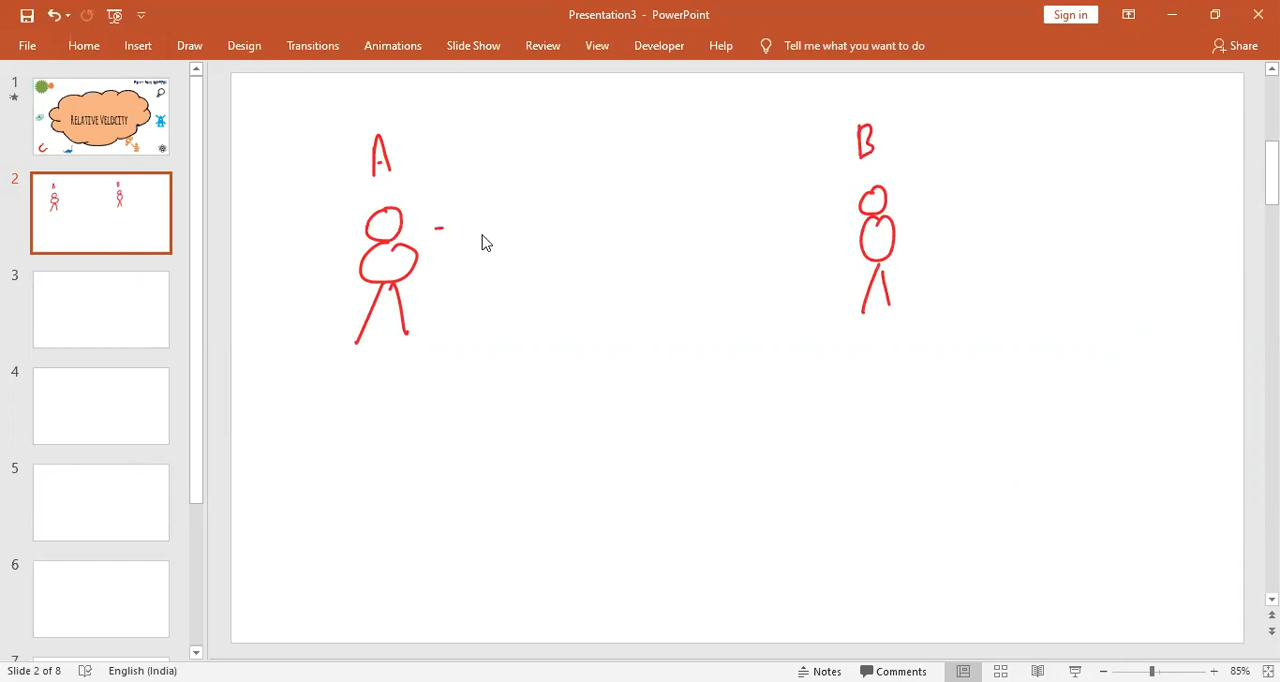 Presentation3 - PowerPoint
Sign in
File Home Insert Draw Design Transitions Animations Slide Show Review View Developer Help Tell me what you want to do Share
1
RELATIVE VELOCITY
2
A B
3
4
5
6
7
A B
Slide 2 of 8 English (India) Notes Comments 85%